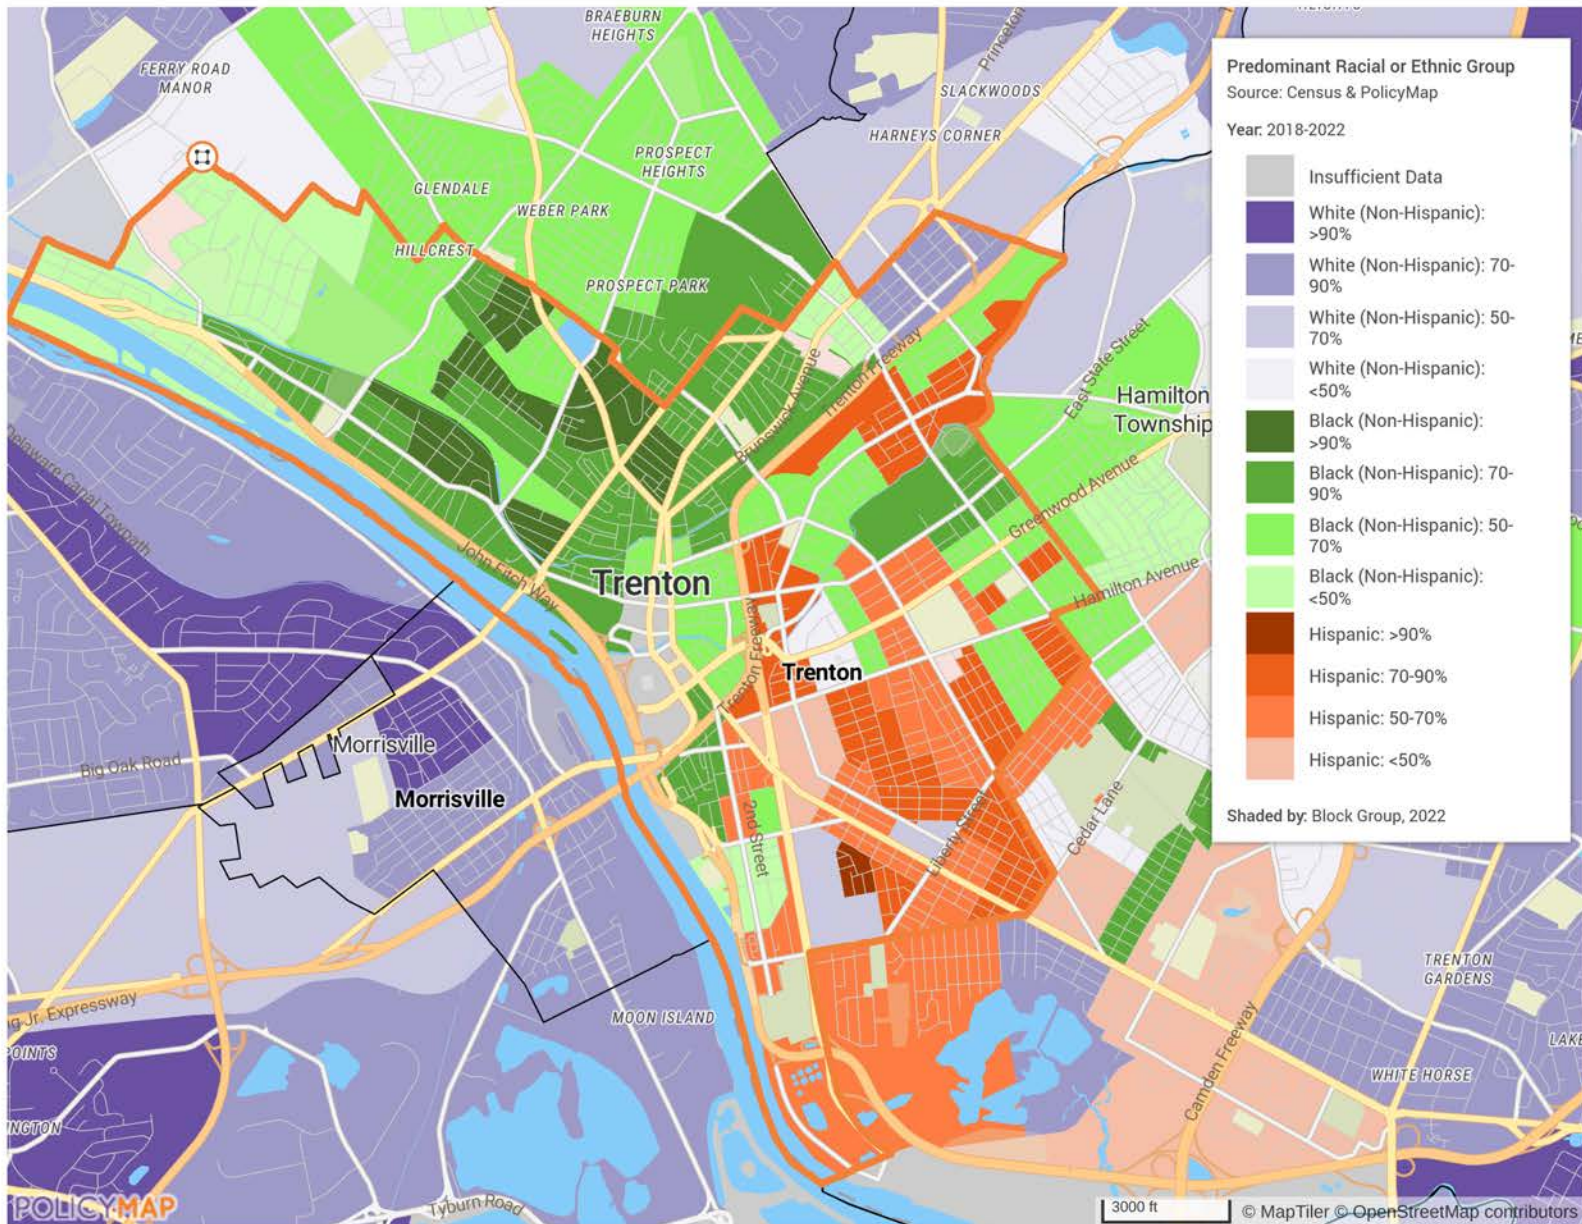 BRAEBURN
HEIGHTS
FERRY ROAD
MANOR
Princeton
SLACKWOODS
HARNEYS CORNER
PROSPECT
HEIGHTS
GLENDALE
WEBER PARK
HILLCREST
PROSPECT PARK
Brunswick Avenue
Trenton Freeway
East State Street
Hamilton
Township
Greenwood Avenue
Hamilton Avenue
Delaware Canal Towpath
John Fitch Way
Trenton
Trenton
Trenton Freeway
Big Oak Road
Morrisville
Morrisville
2nd Street
Liberty Street
Cedar Lane
ng Jr. Expressway
MOON ISLAND
TRENTON
GARDENS
Camden Freeway
WHITE HORSE
LAKE
POINTS
NGTON
Tyburn Road
Predominant Racial or Ethnic Group
Source: Census & PolicyMap
Year: 2018-2022
Insufficient Data
White (Non-Hispanic):
>90%
White (Non-Hispanic): 70-
90%
White (Non-Hispanic): 50-
70%
White (Non-Hispanic):
<50%
Black (Non-Hispanic):
>90%
Black (Non-Hispanic): 70-
90%
Black (Non-Hispanic): 50-
70%
Black (Non-Hispanic):
<50%
Hispanic: >90%
Hispanic: 70-90%
Hispanic: 50-70%
Hispanic: <50%
Shaded by: Block Group, 2022
POLICYMAP
3000 ft
© MapTiler © OpenStreetMap contributors